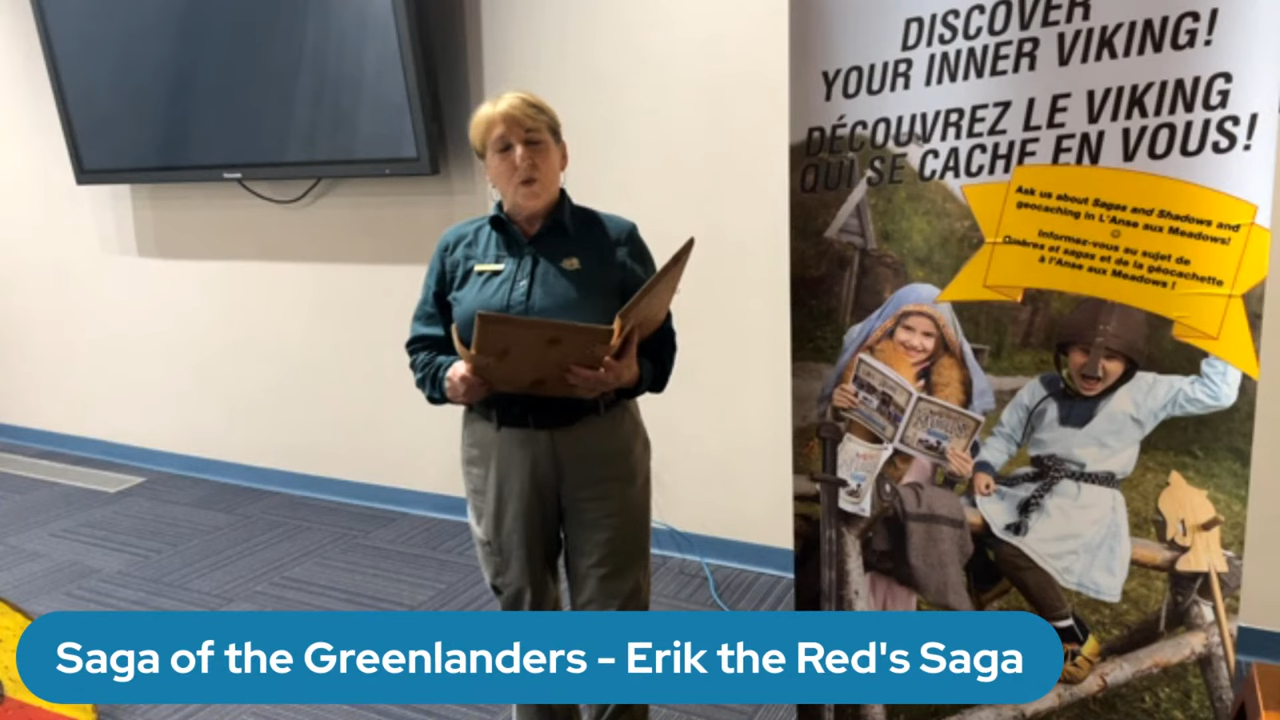 DISCOVER
YOUR INNER VIKING!
DÉCOUVREZ LE VIKING
QUI SE CACHE EN VOUS!
Ask us about Sagas and Shadows and
geocaching in L'Anse aux Meadows!
Informez-vous au sujet de
Ombres et sagas et de la géocachette
à l'Anse aux Meadows !
Panasonic
Saga of the Greenlanders - Erik the Red's Saga